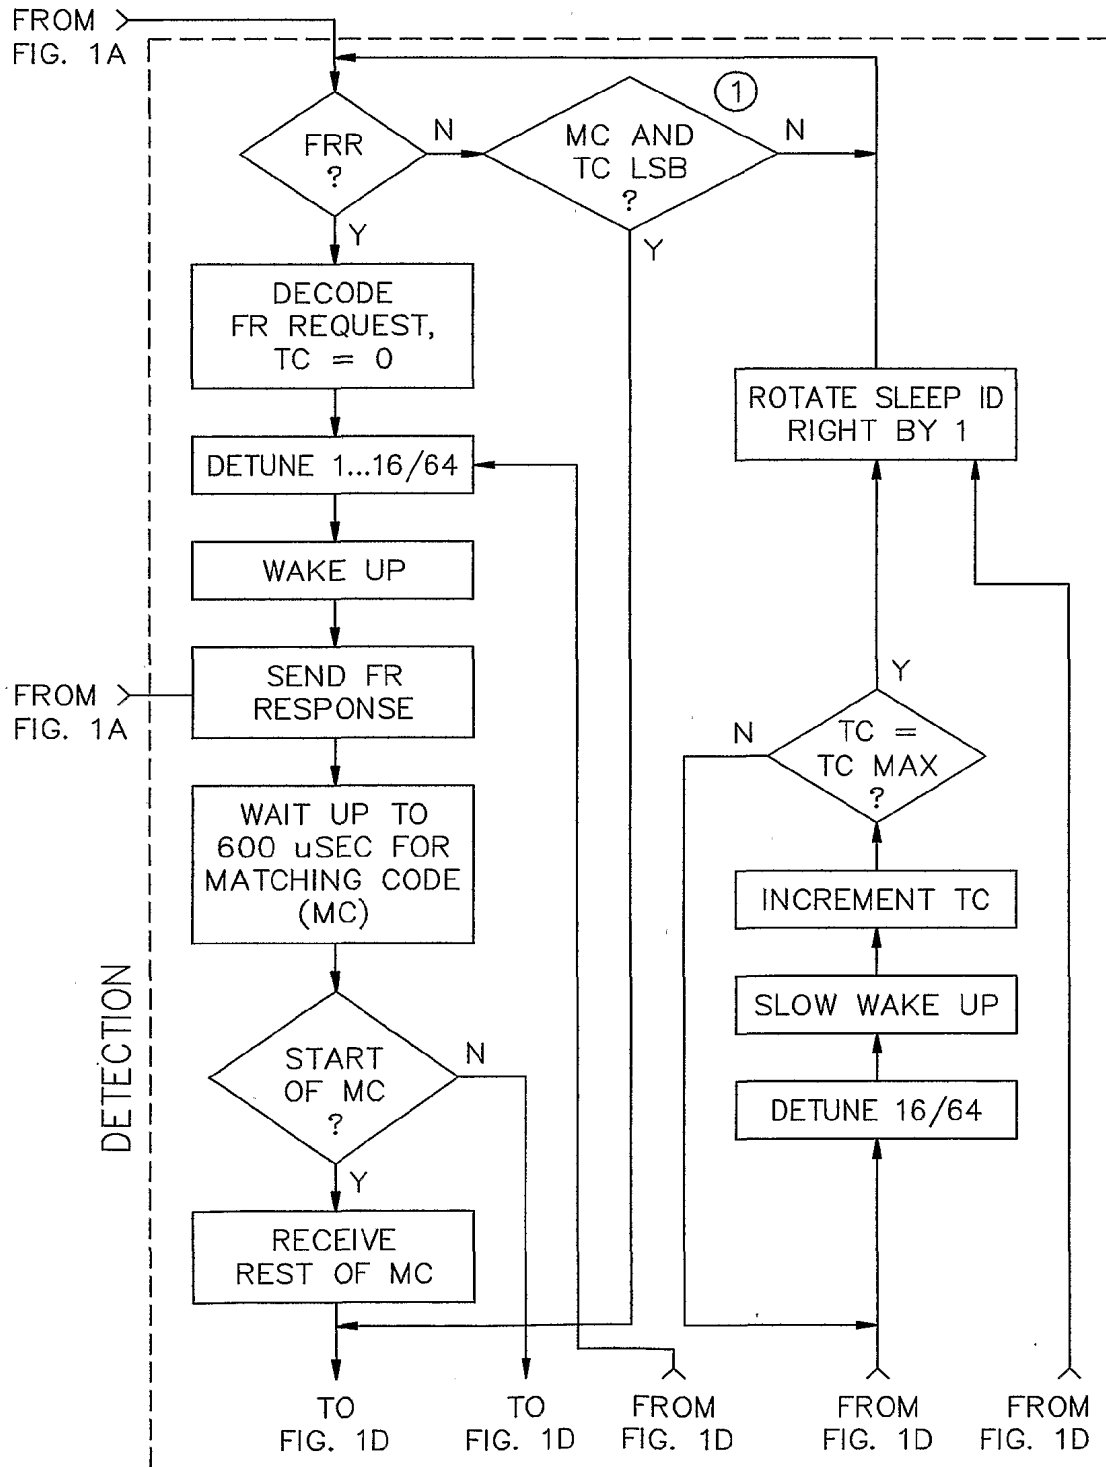 FROM
FIG. 1A
FRR
?
N
Y
1
MC AND
TC LSB
?
N
Y
DECODE
FR REQUEST,
TC = 0
DETUNE 1...16/64
WAKE UP
SEND FR
RESPONSE
FROM
FIG. 1A
WAIT UP TO
600 uSEC FOR
MATCHING CODE
(MC)
START
OF MC
?
N
Y
RECEIVE
REST OF MC
DETECTION
ROTATE SLEEP ID
RIGHT BY 1
Y
N
TC =
TC MAX
?
INCREMENT TC
SLOW WAKE UP
DETUNE 16/64
TO
FIG. 1D
TO
FIG. 1D
FROM
FIG. 1D
FROM
FIG. 1D
FROM
FIG. 1D